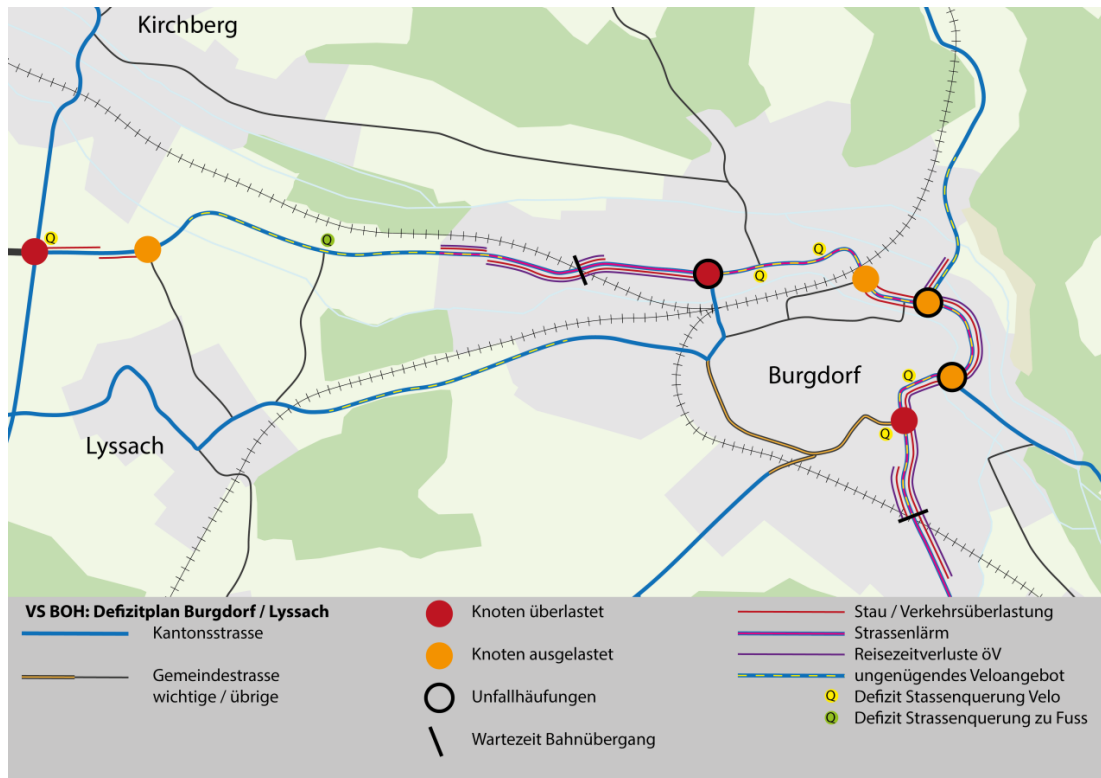 Kirchberg
Q
Q
Q
Q
Burgdorf
Q
Q
Lyssach
VS BOH: Defizitplan Burgdorf / Lyssach
Kantonsstrasse
Gemeindestrasse
wichtige / übrige
Knoten überlastet
Knoten ausgelastet
Unfallhäufungen
Wartezeit Bahnübergang
Stau / Verkehrsüberlastung
Strassenlärm
Reisezeitverluste öV
ungenügendes Veloangebot
Q Defizit Stassenquerung Velo
Q Defizit Strassenquerung zu Fuss